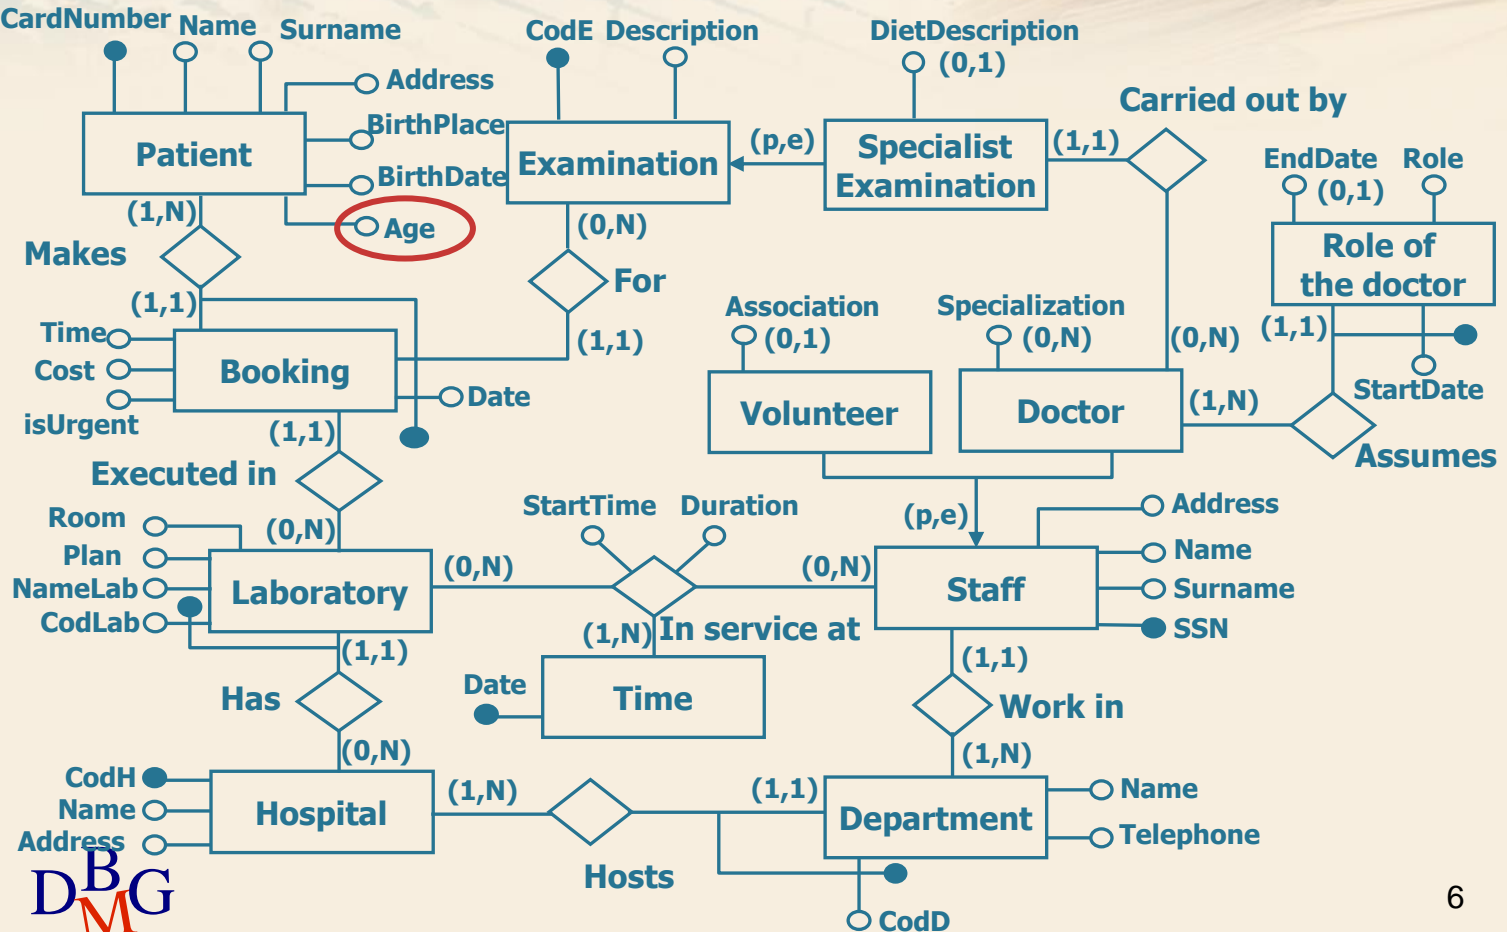 CardNumber Name Surname
CodE Description
DietDescription
(0,1)
Address
Carried out by
BirthPlace
Patient
Examination
(p,e)
Specialist
Examination
(1,1)
EndDate Role
(0,1)
BirthDate
(1,N)
Age
(0,N)
Makes
Role of
the doctor
For
(1,1)
Association
(0,1)
Specialization
(0,N)
(1,1)
(0,N)
(1,1)
Time
Cost
isUrgent
Booking
Date
Volunteer
Doctor
(1,N)
StartDate
Assumes
(1,1)
Executed in
Room
Plan
NameLab
CodLab
(0,N)
Laboratory
(0,N)
StartTime Duration
(0,N)
(p,e)
Staff
Address
Name
Surname
SSN
(1,N)
In service at
(1,1)
(1,1)
Has
Date
Time
Work in
(0,N)
(1,N)
CodH
Name
Address
Hospital
(1,N)
Hosts
(1,1)
Department
Name
Telephone
CodD
DBMG
6